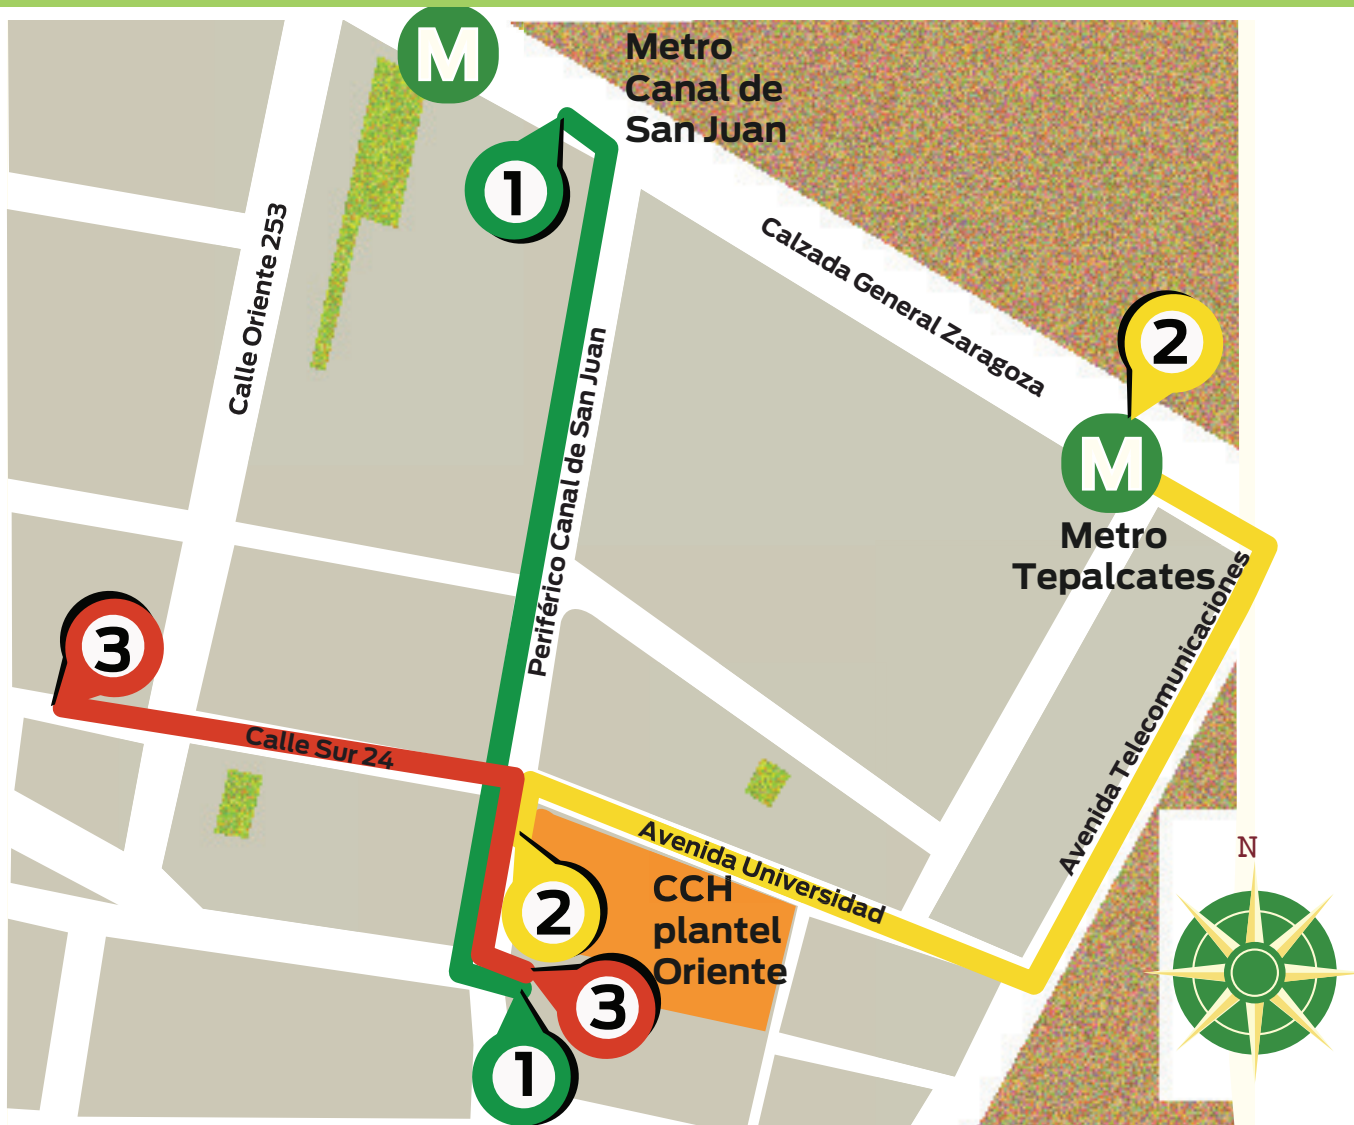 M
Metro
Canal de
San Juan
1
Calle Oriente 253
Calzada General Zaragoza
2
M
Metro
Tepalcates
Periférico Canal de San Juan
3
Calle Sur 24
Avenida Telecomunicaciones
Avenida Universidad
N
CCH
plantel
Oriente
2
3
1